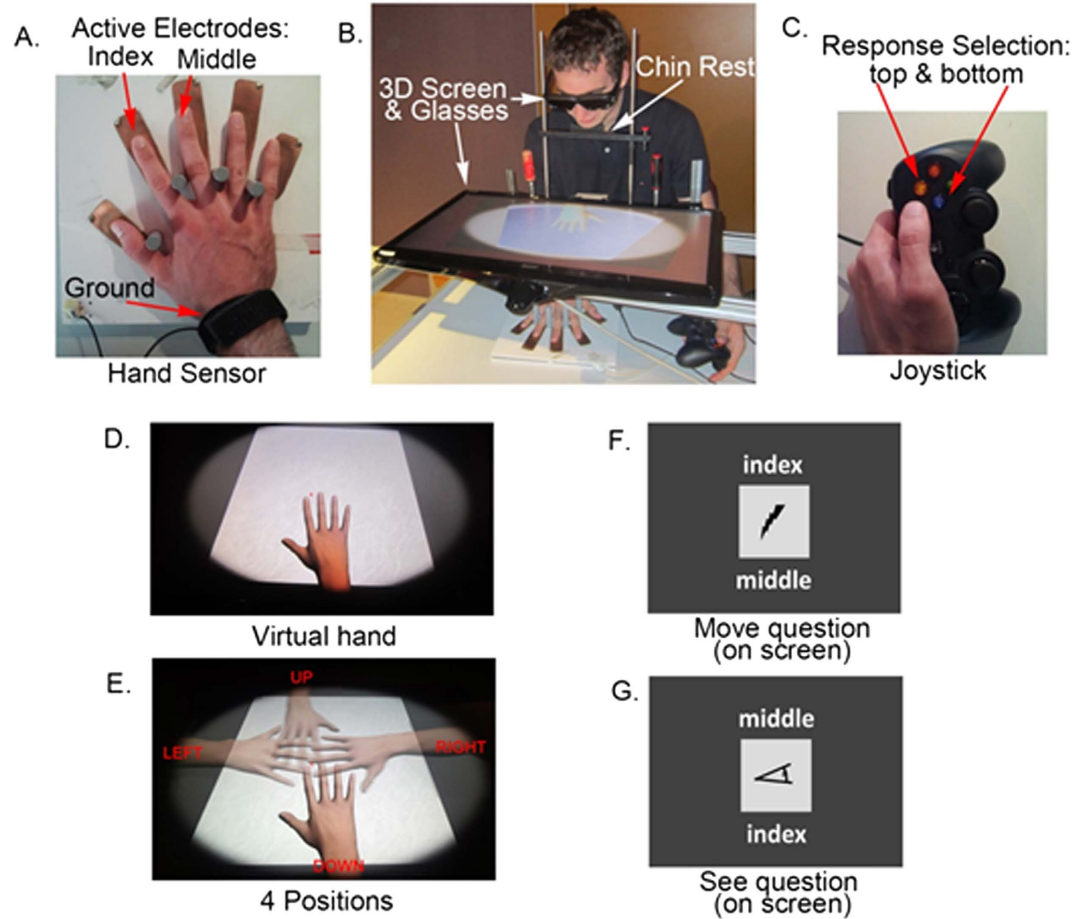 A.
Active Electrodes:
Index Middle
Ground
Hand Sensor
B.
3D Screen
& Glasses
Chin Rest
C.
Response Selection:
top & bottom
Joystick
D.
Virtual hand
E.
UP
LEFT
RIGHT
DOWN
4 Positions
F.
index
middle
Move question
(on screen)
G.
middle
index
See question
(on screen)